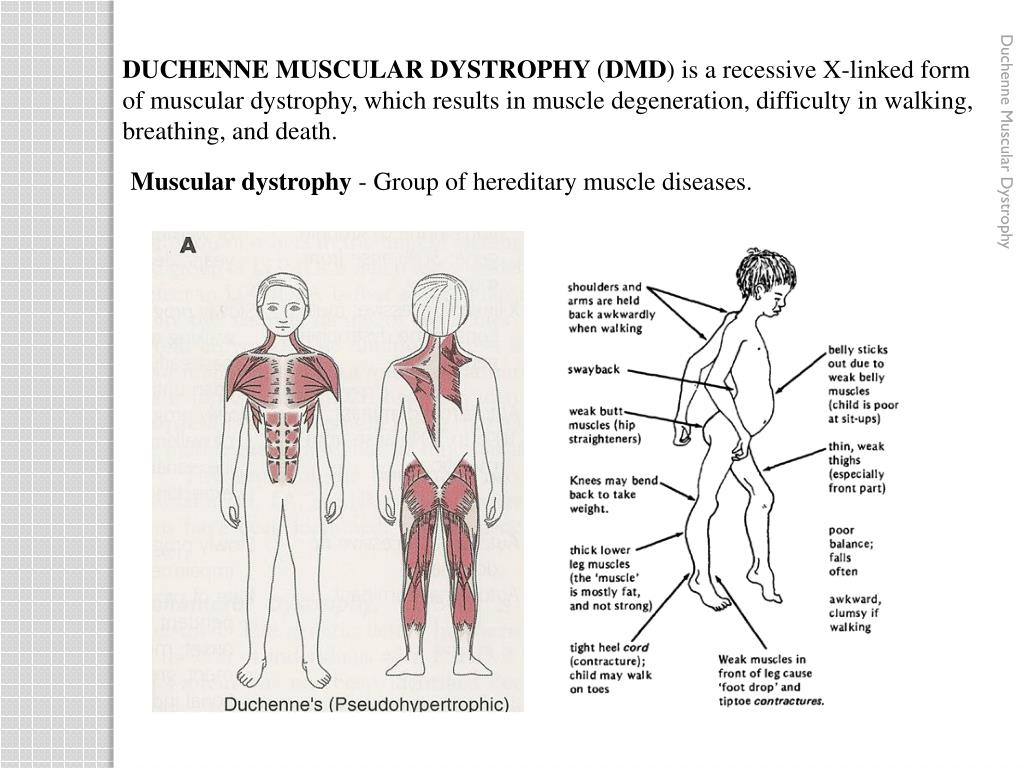 DUCHENNE MUSCULAR DYSTROPHY (DMD) is a recessive X-linked form
of muscular dystrophy, which results in muscle degeneration, difficulty in walking,
breathing, and death.
Muscular dystrophy - Group of hereditary muscle diseases.
Duchenne Muscular Dystrophy
A
Duchenne's (Pseudohypertrophic)
shoulders and
arms are held
back awkwardly
when walking
swayback
weak butt
muscles (hip
straighteners)
Knees may bend
back to take
weight.
thick lower
leg muscles
(the 'muscle'
is mostly fat,
and not strong)
tight heel cord
(contracture);
child may walk
on toes
belly sticks
out due to
weak belly
muscles
(child is poor
at sit-ups)
thin, weak
thighs
(especially
front part)
poor
balance;
falls
often
awkward,
clumsy if
walking
Weak muscles in
front of leg cause
'foot drop' and
tiptoe contractures.